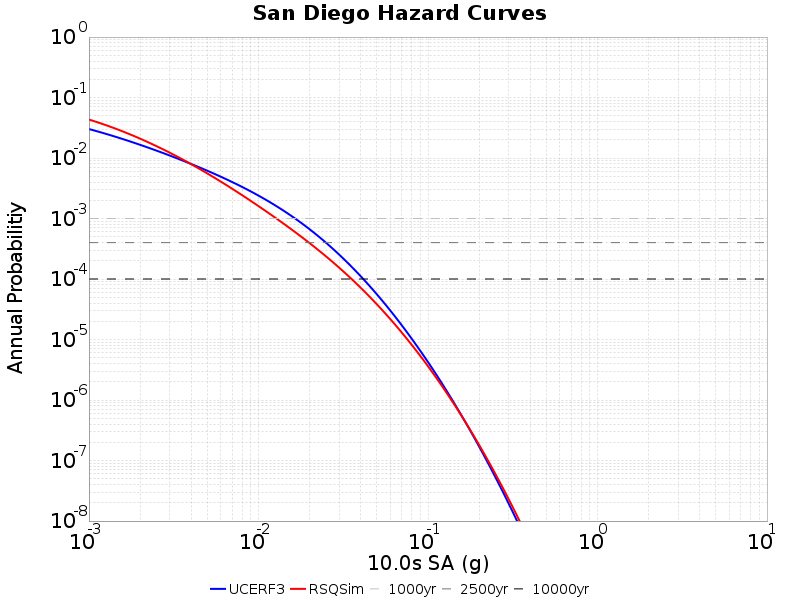 San Diego Hazard Curves
10^0
10^-1
10^-2
10^-3
10^-4
10^-5
10^-6
10^-7
10^-8
Annual Probabilitiy
10^-3 10^-2 10^-1 10^0 10^1
10.0s SA (g)
UCERF3 RSQSim 1000yr 2500yr 10000yr